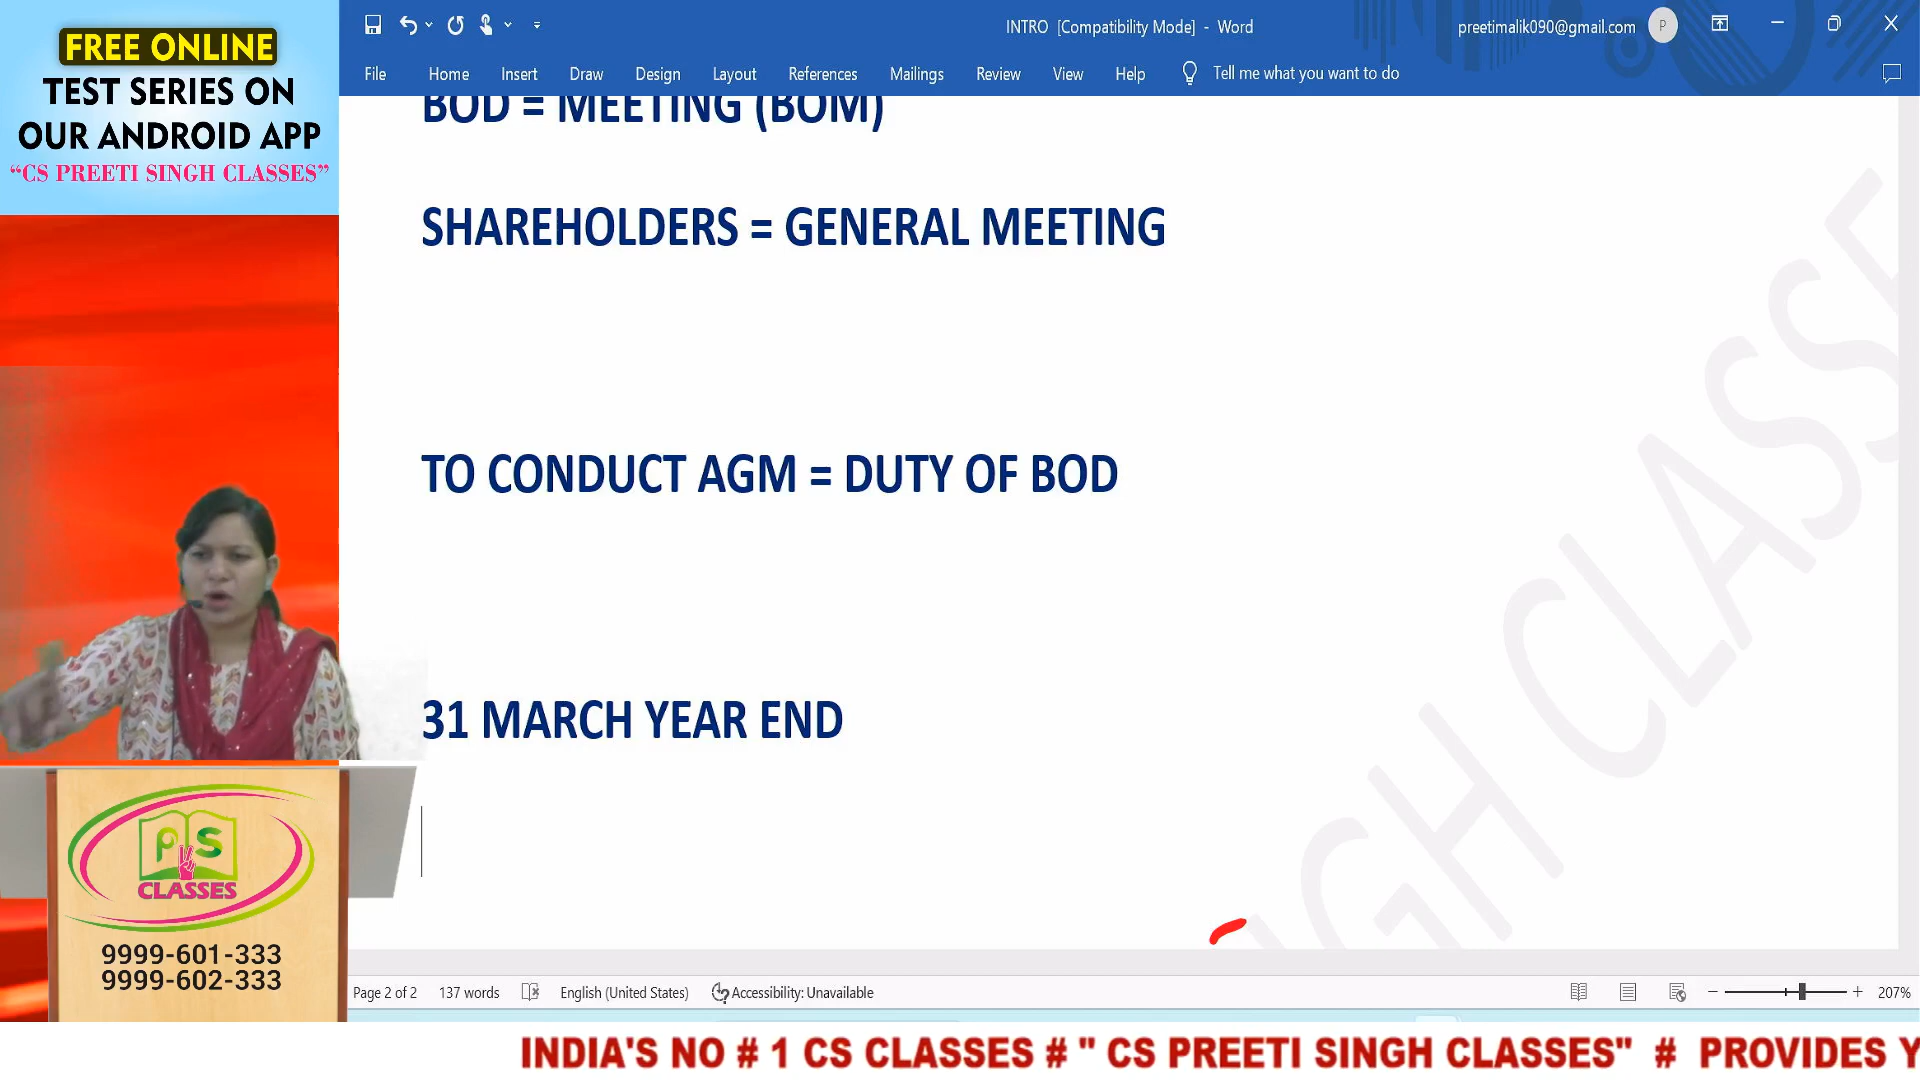 FREE ONLINE
TEST SERIES ON
OUR ANDROID APP
“CS PREETI SINGH CLASSES”
INTRO [Compatibility Mode] - Word
preetimalik090@gmail.com
P
File Home Insert Draw Design Layout References Mailings Review View Help Tell me what you want to do
BOD = MEETING (BOM)
SHAREHOLDERS = GENERAL MEETING
TO CONDUCT AGM = DUTY OF BOD
31 MARCH YEAR END
GH CLASSE
PS
CLASSES
9999-601-333
9999-602-333
Page 2 of 2 137 words English (United States) Accessibility: Unavailable 207%
INDIA'S NO # 1 CS CLASSES # " CS PREETI SINGH CLASSES" # PROVIDES Y